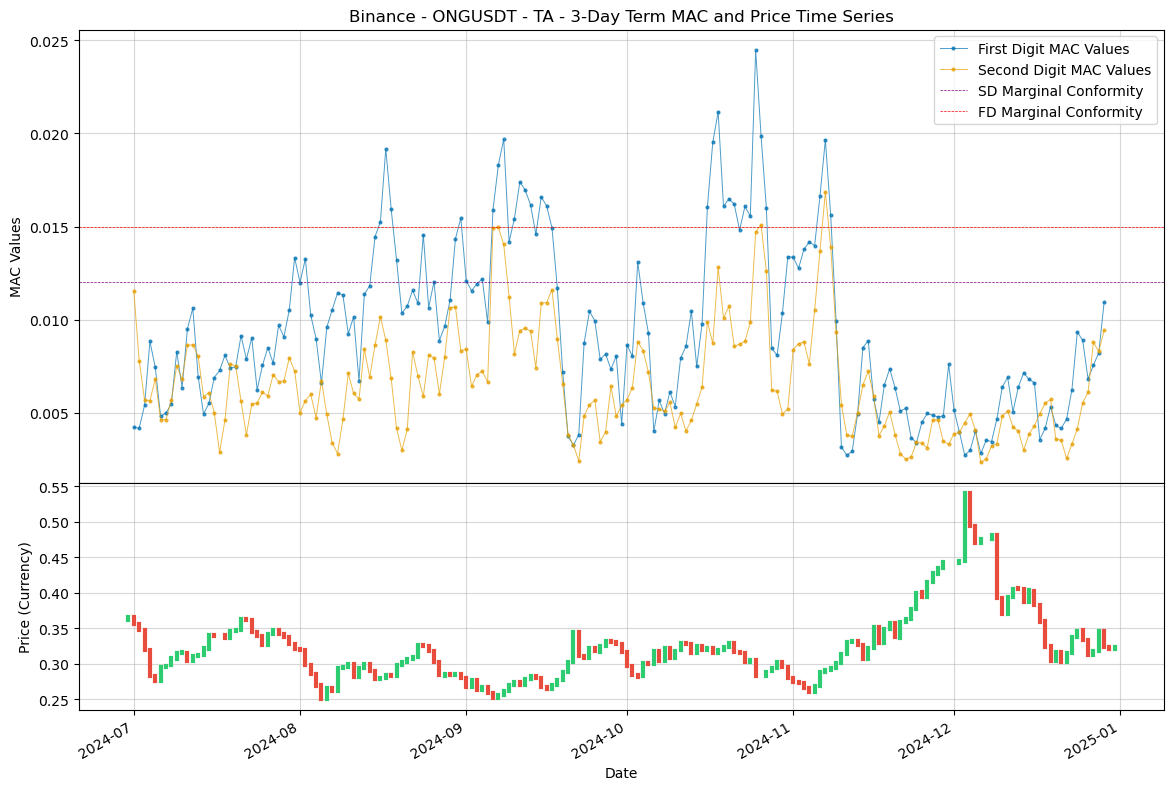 Binance - ONGUSDT - TA - 3-Day Term MAC and Price Time Series
First Digit MAC Values
Second Digit MAC Values
SD Marginal Conformity
FD Marginal Conformity
MAC Values
0.025
0.020
0.015
0.010
0.005
Price (Currency)
0.55
0.50
0.45
0.40
0.35
0.30
0.25
2024-07
2024-08
2024-09
2024-10
2024-11
2024-12
2025-01
Date